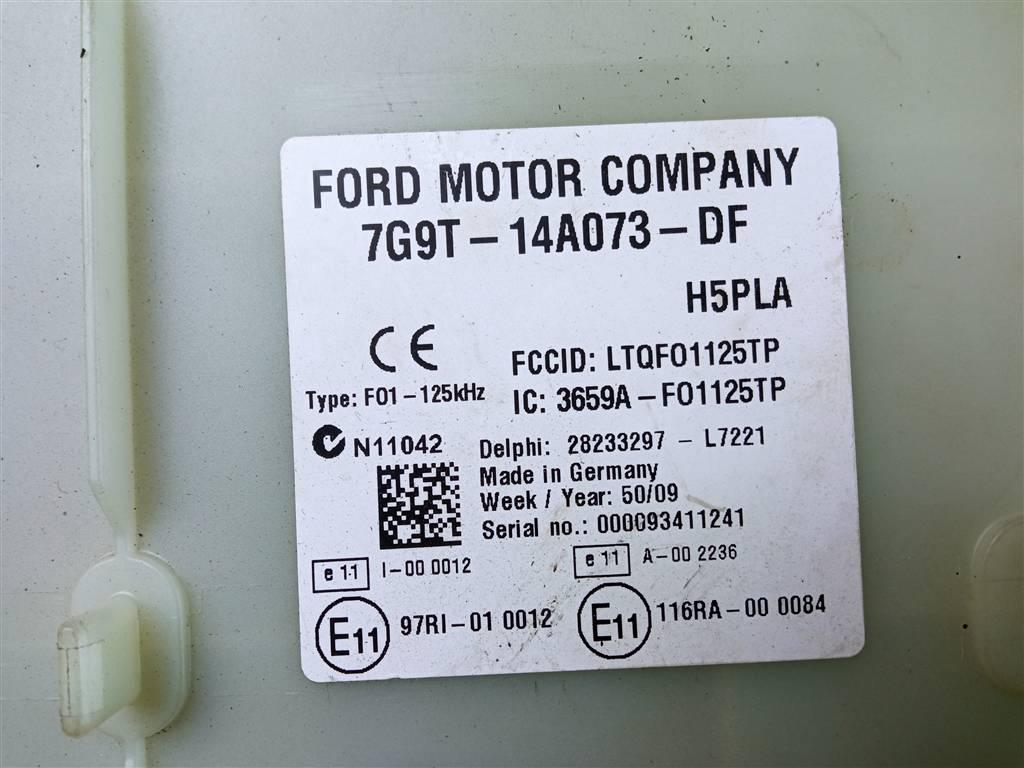 FORD MOTOR COMPANY
7G9T-14A073-DF
H5PLA
CE
FCCID: LTQFO1125TP
Type: FO1-125kHz
IC: 3659A-FO1125TP
N11042
Delphi: 28233297 - L7221
Made in Germany
Week / Year: 50/09
Serial no.: 000093411241
e 11 I-00 0012
e 11 A-00 2236
E11 97RI-01 0012
E11 116RA-00 0084